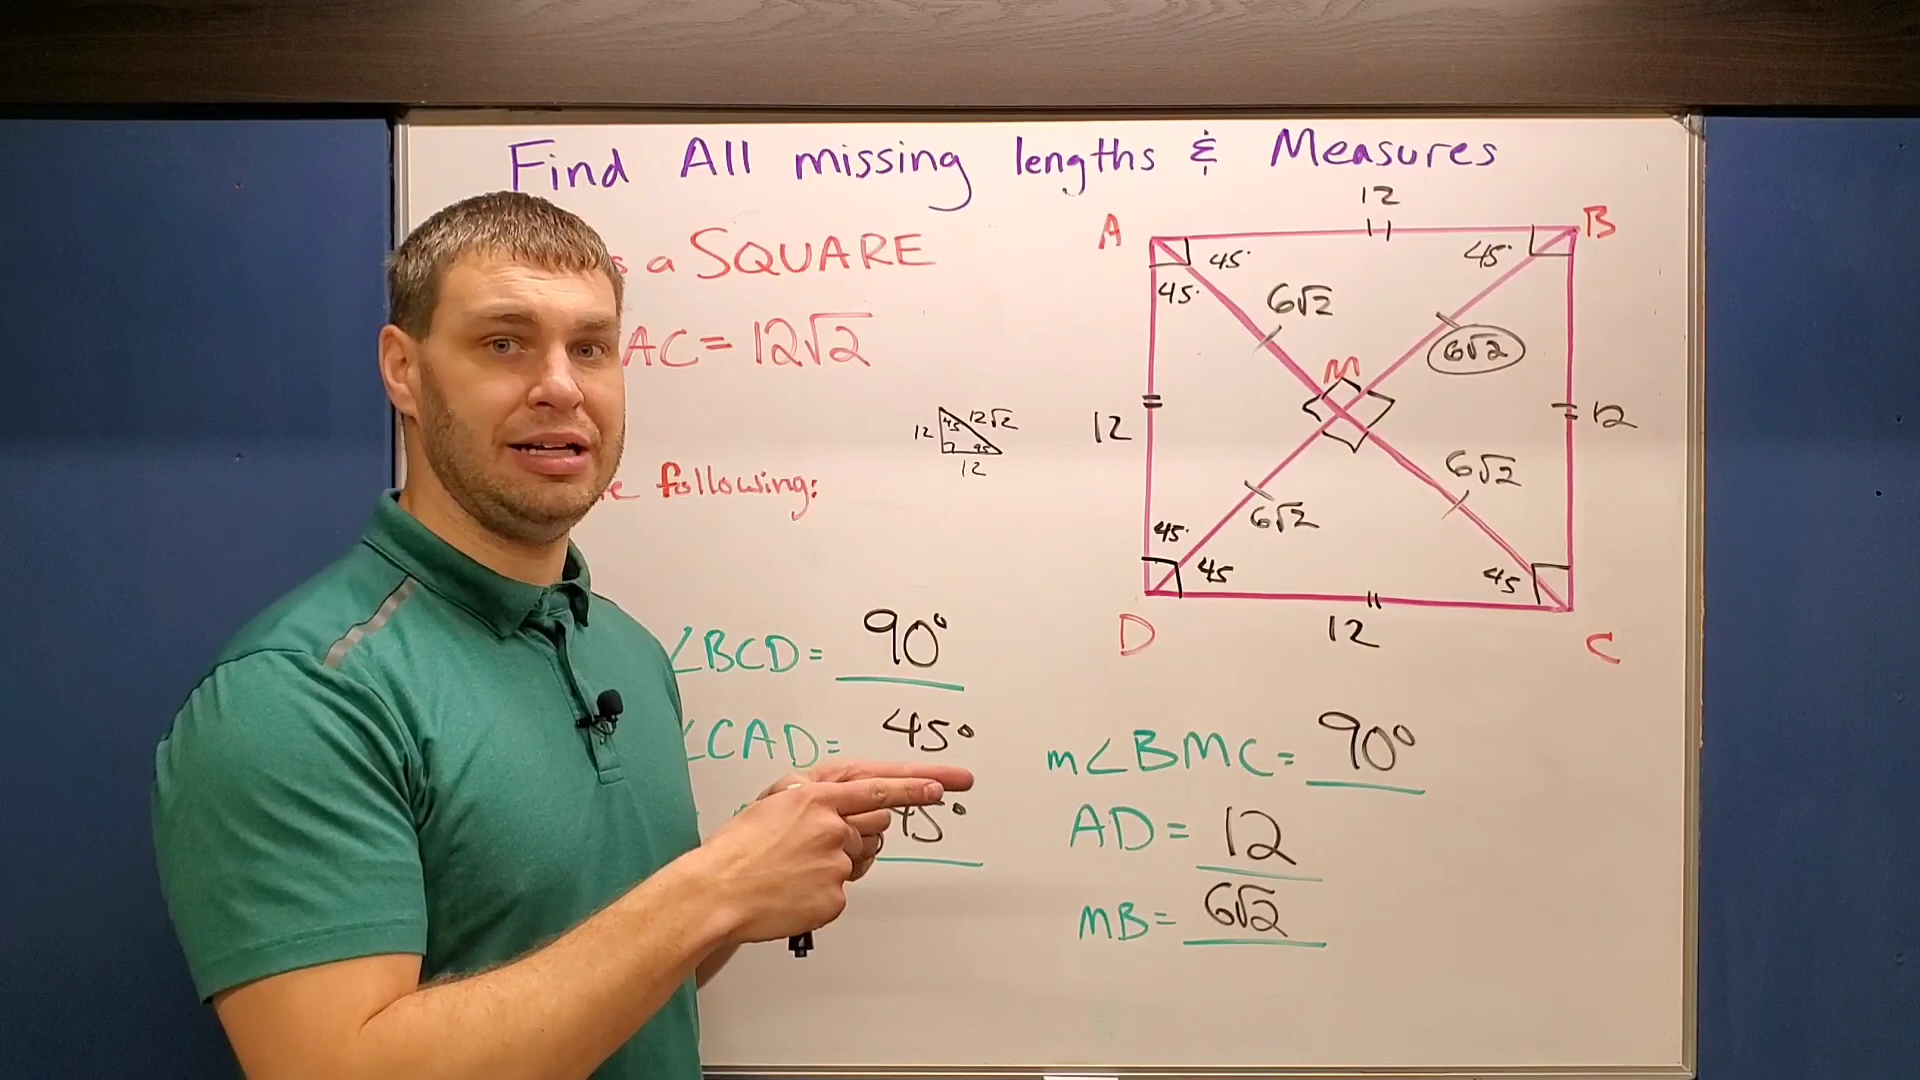 Find All missing lengths & Measures
a SQUARE
AC = 12√2
following:
12
45
12√2
45
12
∠BCD = 90°
∠CAD = 45°
45°
12
A
B
45°
45°
45°
6√2
6√2
M
12
12
6√2
6√2
45°
45
45
D
12
C
m∠BMC = 90°
AD = 12
MB = 6√2